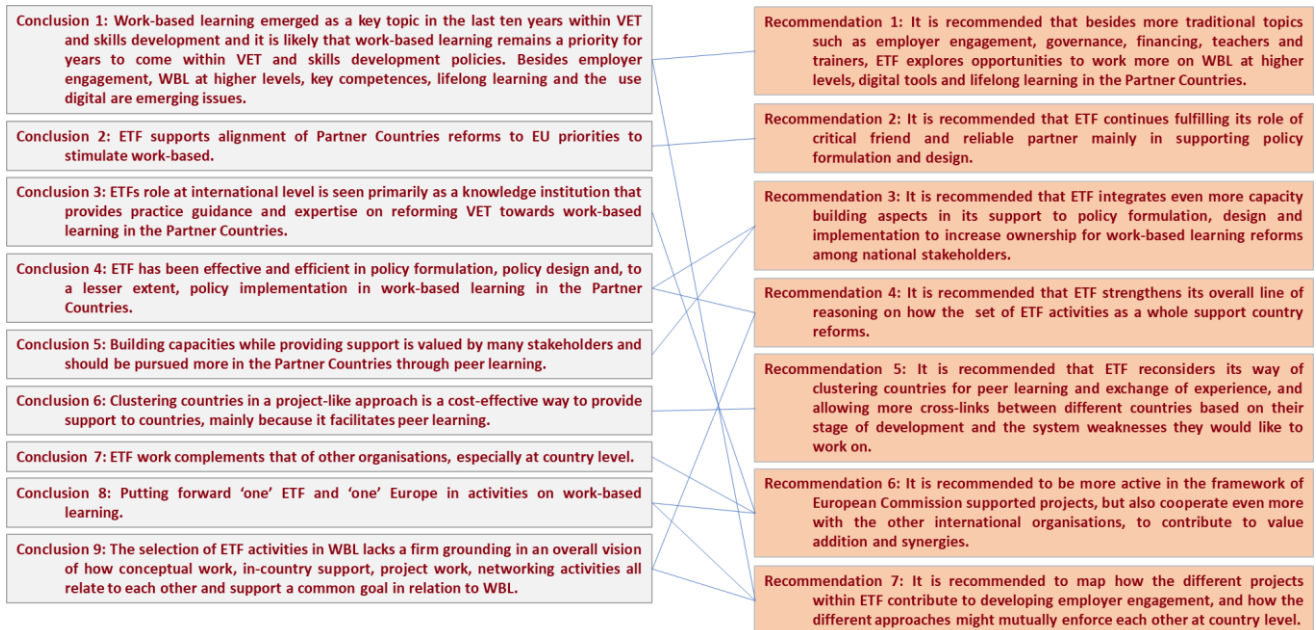 Conclusion 1: Work-based learning emerged as a key topic in the last ten years within VET
and skills development and it is likely that work-based learning remains a priority for
years to come within VET and skills development policies. Besides employer
engagement, WBL at higher levels, key competences, lifelong learning and the use
digital are emerging issues.
Conclusion 2: ETF supports alignment of Partner Countries reforms to EU priorities to
stimulate work-based.
Conclusion 3: ETFs role at international level is seen primarily as a knowledge institution that
provides practice guidance and expertise on reforming VET towards work-based
learning in the Partner Countries.
Conclusion 4: ETF has been effective and efficient in policy formulation, policy design and, to
a lesser extent, policy implementation in work-based learning in the Partner
Countries.
Conclusion 5: Building capacities while providing support is valued by many stakeholders and
should be pursued more in the Partner Countries through peer learning.
Conclusion 6: Clustering countries in a project-like approach is a cost-effective way to provide
support to countries, mainly because it facilitates peer learning.
Conclusion 7: ETF work complements that of other organisations, especially at country level.
Conclusion 8: Putting forward ‘one’ ETF and ‘one’ Europe in activities on work-based
learning.
Conclusion 9: The selection of ETF activities in WBL lacks a firm grounding in an overall vision
of how conceptual work, in-country support, project work, networking activities all
relate to each other and support a common goal in relation to WBL.
Recommendation 1: It is recommended that besides more traditional topics
such as employer engagement, governance, financing, teachers and
trainers, ETF explores opportunities to work more on WBL at higher
levels, digital tools and lifelong learning in the Partner Countries.
Recommendation 2: It is recommended that ETF continues fulfilling its role of
critical friend and reliable partner mainly in supporting policy
formulation and design.
Recommendation 3: It is recommended that ETF integrates even more capacity
building aspects in its support to policy formulation, design and
implementation to increase ownership for work-based learning reforms
among national stakeholders.
Recommendation 4: It is recommended that ETF strengthens its overall line of
reasoning on how the set of ETF activities as a whole support country
reforms.
Recommendation 5: It is recommended that ETF reconsiders its way of
clustering countries for peer learning and exchange of experience, and
allowing more cross-links between different countries based on their
stage of development and the system weaknesses they would like to
work on.
Recommendation 6: It is recommended to be more active in the framework of
European Commission supported projects, but also cooperate even more
with the other international organisations, to contribute to value
addition and synergies.
Recommendation 7: It is recommended to map how the different projects
within ETF contribute to developing employer engagement, and how the
different approaches might mutually enforce each other at country level.